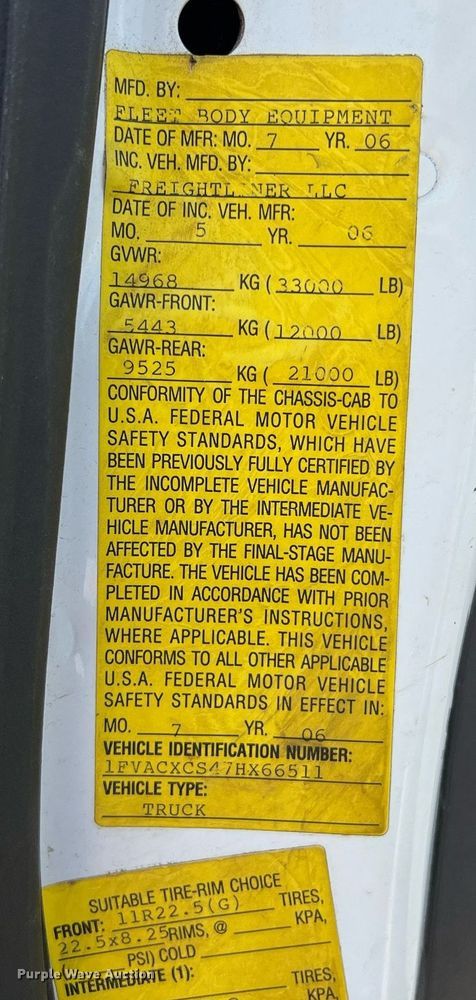 MFD. BY:
FLEET BODY EQUIPMENT
DATE OF MFR: MO. 7 YR. 06
INC. VEH. MFD. BY:
FREIGHTLINER LLC
DATE OF INC. VEH. MFR:
MO. 5 YR. 06
GVWR:
14968 KG ( 33000 LB)
GAWR-FRONT:
5443 KG ( 12000 LB)
GAWR-REAR:
9525 KG ( 21000 LB)
CONFORMITY OF THE CHASSIS-CAB TO
U.S.A. FEDERAL MOTOR VEHICLE
SAFETY STANDARDS, WHICH HAVE
BEEN PREVIOUSLY FULLY CERTIFIED BY
THE INCOMPLETE VEHICLE MANUFAC-
TURER OR BY THE INTERMEDIATE VE-
HICLE MANUFACTURER, HAS NOT BEEN
AFFECTED BY THE FINAL-STAGE MANU-
FACTURE. THE VEHICLE HAS BEEN COM-
PLETED IN ACCORDANCE WITH PRIOR
MANUFACTURER'S INSTRUCTIONS,
WHERE APPLICABLE. THIS VEHICLE
CONFORMS TO ALL OTHER APPLICABLE
U.S.A. FEDERAL MOTOR VEHICLE
SAFETY STANDARDS IN EFFECT IN:
MO. 7 YR. 06
VEHICLE IDENTIFICATION NUMBER:
1FVACXCS47HX66511
VEHICLE TYPE:
TRUCK
SUITABLE TIRE-RIM CHOICE
FRONT: 11R22.5(G) TIRES,
22.5x8.25 RIMS, @ KPA,
PSI) COLD
INTERMEDIATE (1): TIRES,
KPA
Purple Wave Auction